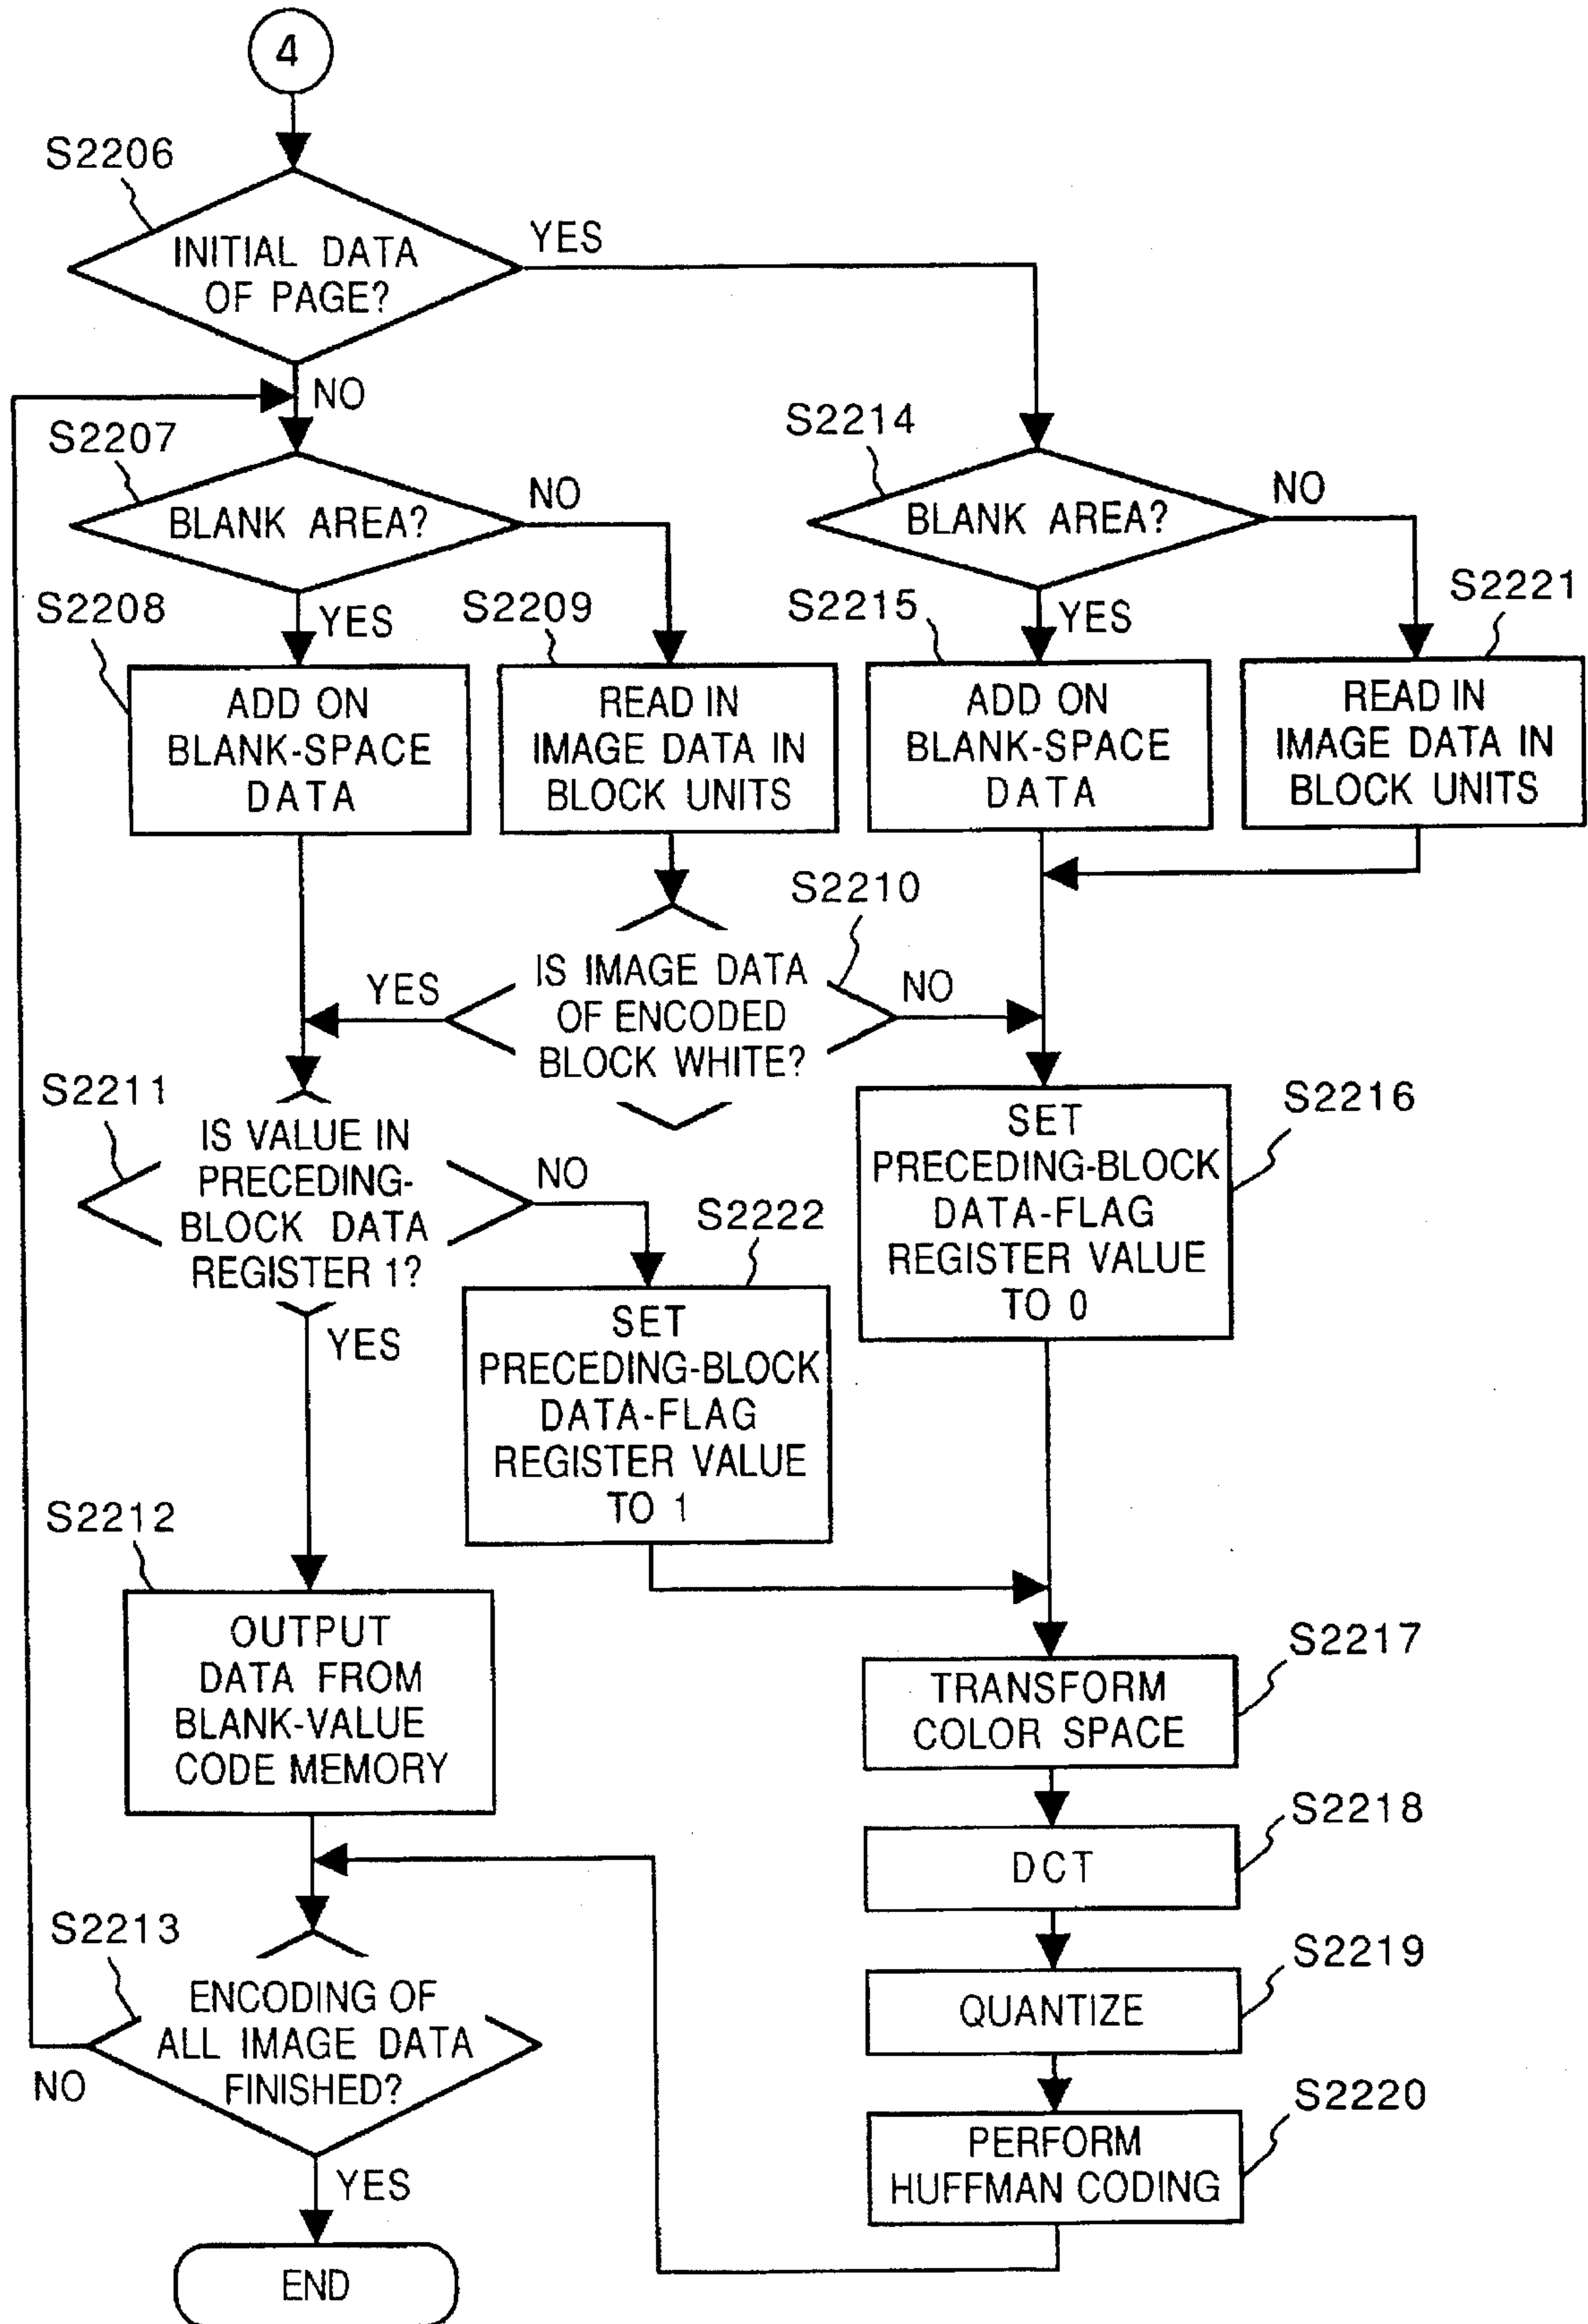 4
S2206
INITIAL DATA
OF PAGE?
YES
NO
S2207
BLANK AREA?
NO
S2214
BLANK AREA?
NO
S2208
YES
S2209
S2215
YES
S2221
ADD ON
BLANK-SPACE
DATA
READ IN
IMAGE DATA IN
BLOCK UNITS
ADD ON
BLANK-SPACE
DATA
READ IN
IMAGE DATA IN
BLOCK UNITS
S2210
YES
IS IMAGE DATA
OF ENCODED
BLOCK WHITE?
NO
S2211
IS VALUE IN
PRECEDING-
BLOCK DATA
REGISTER 1?
NO
YES
S2222
SET
PRECEDING-BLOCK
DATA-FLAG
REGISTER VALUE
TO 1
S2216
SET
PRECEDING-BLOCK
DATA-FLAG
REGISTER VALUE
TO 0
S2212
OUTPUT
DATA FROM
BLANK-VALUE
CODE MEMORY
S2217
TRANSFORM
COLOR SPACE
S2218
DCT
S2219
QUANTIZE
S2220
PERFORM
HUFFMAN CODING
S2213
ENCODING OF
ALL IMAGE DATA
FINISHED?
NO
YES
END